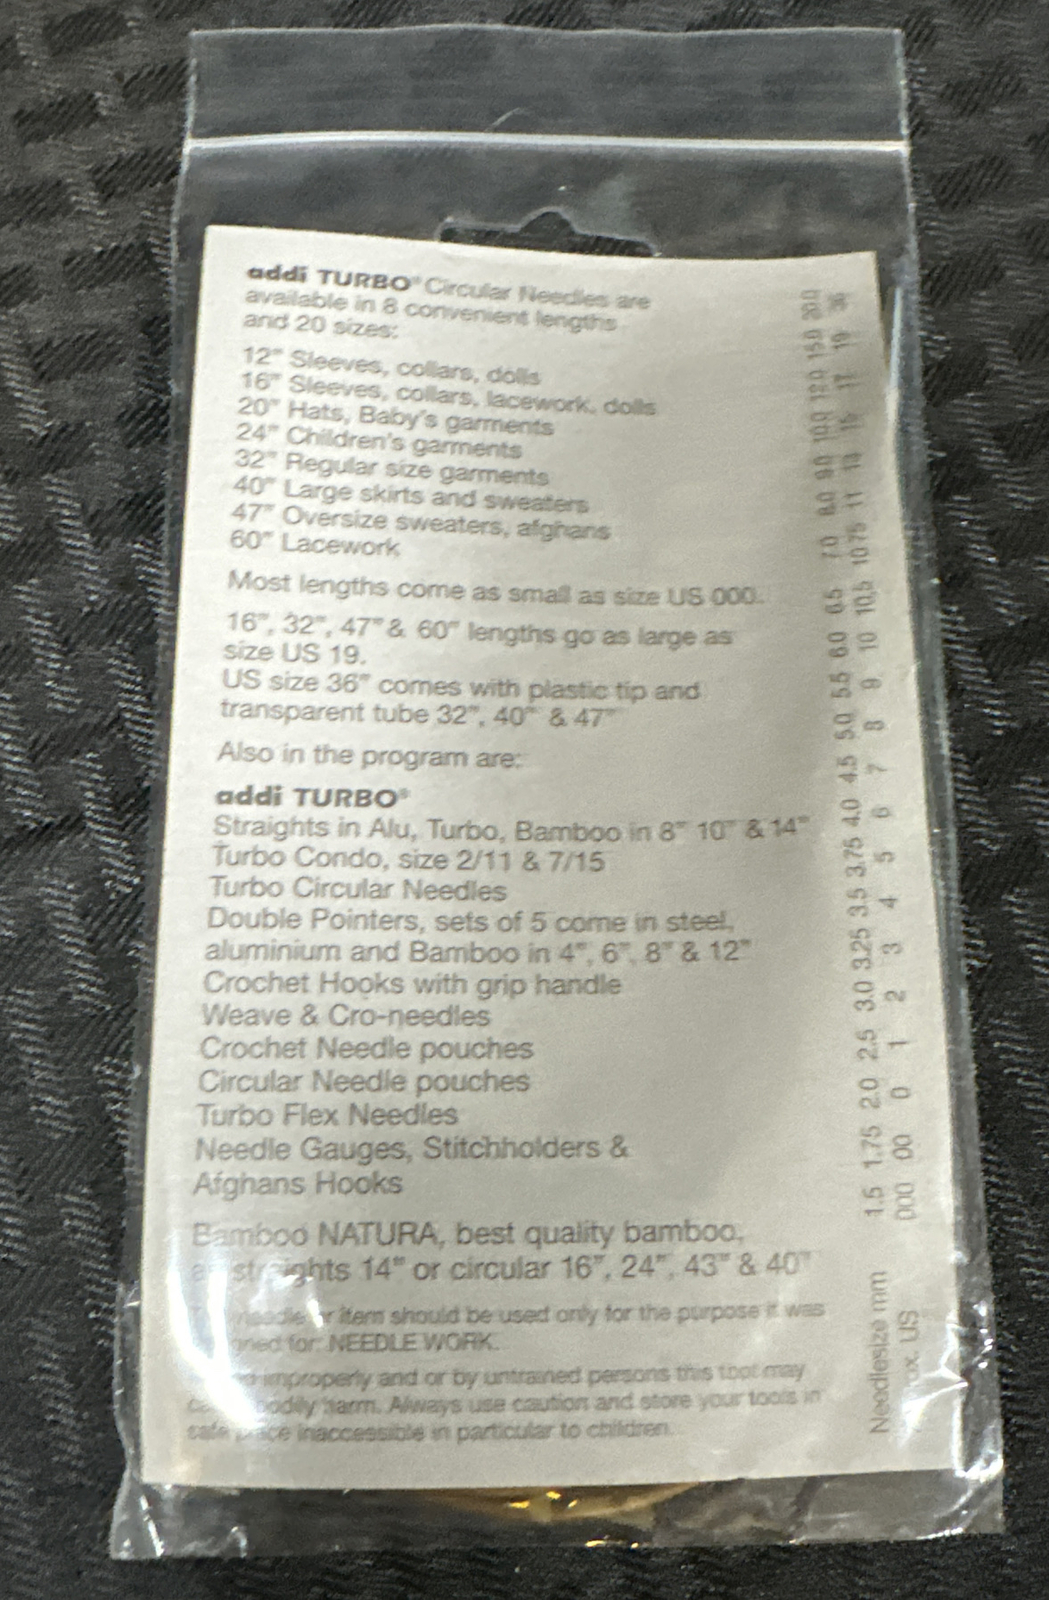 addi TURBO® Circular Needles are
available in 8 convenient lengths
and 20 sizes:
12" Sleeves, collars, dolls
16" Sleeves, collars, lacework, dolls
20" Hats, Baby's garments
24" Children's garments
32" Regular size garments
40" Large skirts and sweaters
47" Oversize sweaters, afghans
60" Lacework
Most lengths come as small as size US 000.
16", 32", 47" & 60" lengths go as large as
size US 19.
US size 36" comes with plastic tip and
transparent tube 32", 40" & 47"
Also in the program are:
addi TURBO®
Straights in Alu, Turbo, Bamboo in 8" 10" & 14"
Turbo Condo, size 2/11 & 7/15
Turbo Circular Needles
Double Pointers, sets of 5 come in steel,
aluminium and Bamboo in 4", 6", 8" & 12"
Crochet Hooks with grip handle
Weave & Cro-needles
Crochet Needle pouches
Circular Needle pouches
Turbo Flex Needles
Needle Gauges, Stitchholders &
Afghans Hooks
Bamboo NATURA, best quality bamboo,
straights 14" or circular 16", 24", 43" & 40"
item should be used only for the purpose it was
for: NEEDLE WORK.
improperly and or by untrained persons this tool may
bodily harm. Always use caution and store your tools in
safe place inaccessible in particular to children.
Needlesize mm 1.5 1.75 2.0 2.5 3.0 3.25 3.5 3.75 4.0 4.5 5.0 5.5 6.0 6.5 7.0 8.0 9.0 10.0 12.0 15.0 20.0
US 000 00 0 1 2 3 4 5 6 7 8 9 10 10.5 10.75 11 13 15 17 19 36